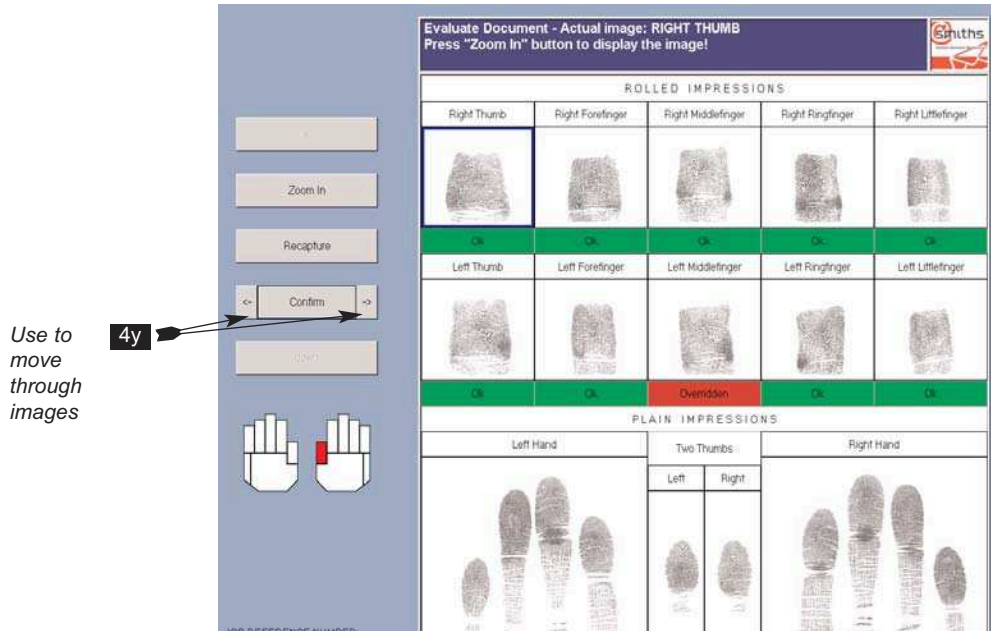 Evaluate Document - Actual image: RIGHT THUMB
Press "Zoom In" button to display the image!
smiths
ROLLED IMPRESSIONS
Right Thumb Right Forefinger Right Middlefinger Right Ringfinger Right Littlefinger
Zoom In
Recapture
Ok Ok Ok Ok Ok
Left Thumb Left Forefinger Left Middlefinger Left Ringfinger Left Littlefinger
<- Confirm ->
Use to
move
through
images
4y
Ok Ok Overridden Ok Ok
PLAIN IMPRESSIONS
Left Hand Two Thumbs Right Hand
Left Right